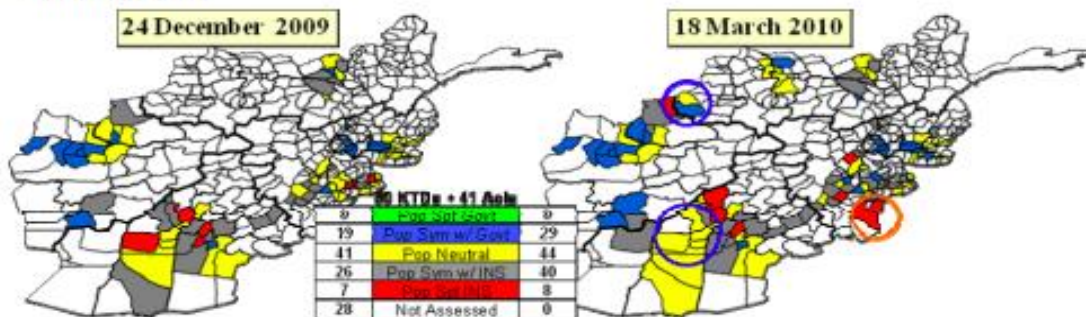 24 December 2009
18 March 2010
80 KTDs + 41 AoIs
0 Pop Spt Govt 0
19 Pop Sym w/ Govt 29
41 Pop Neutral 44
26 Pop Sym w/ INS 40
7 Pop Spt INS 8
28 Not Assessed 0